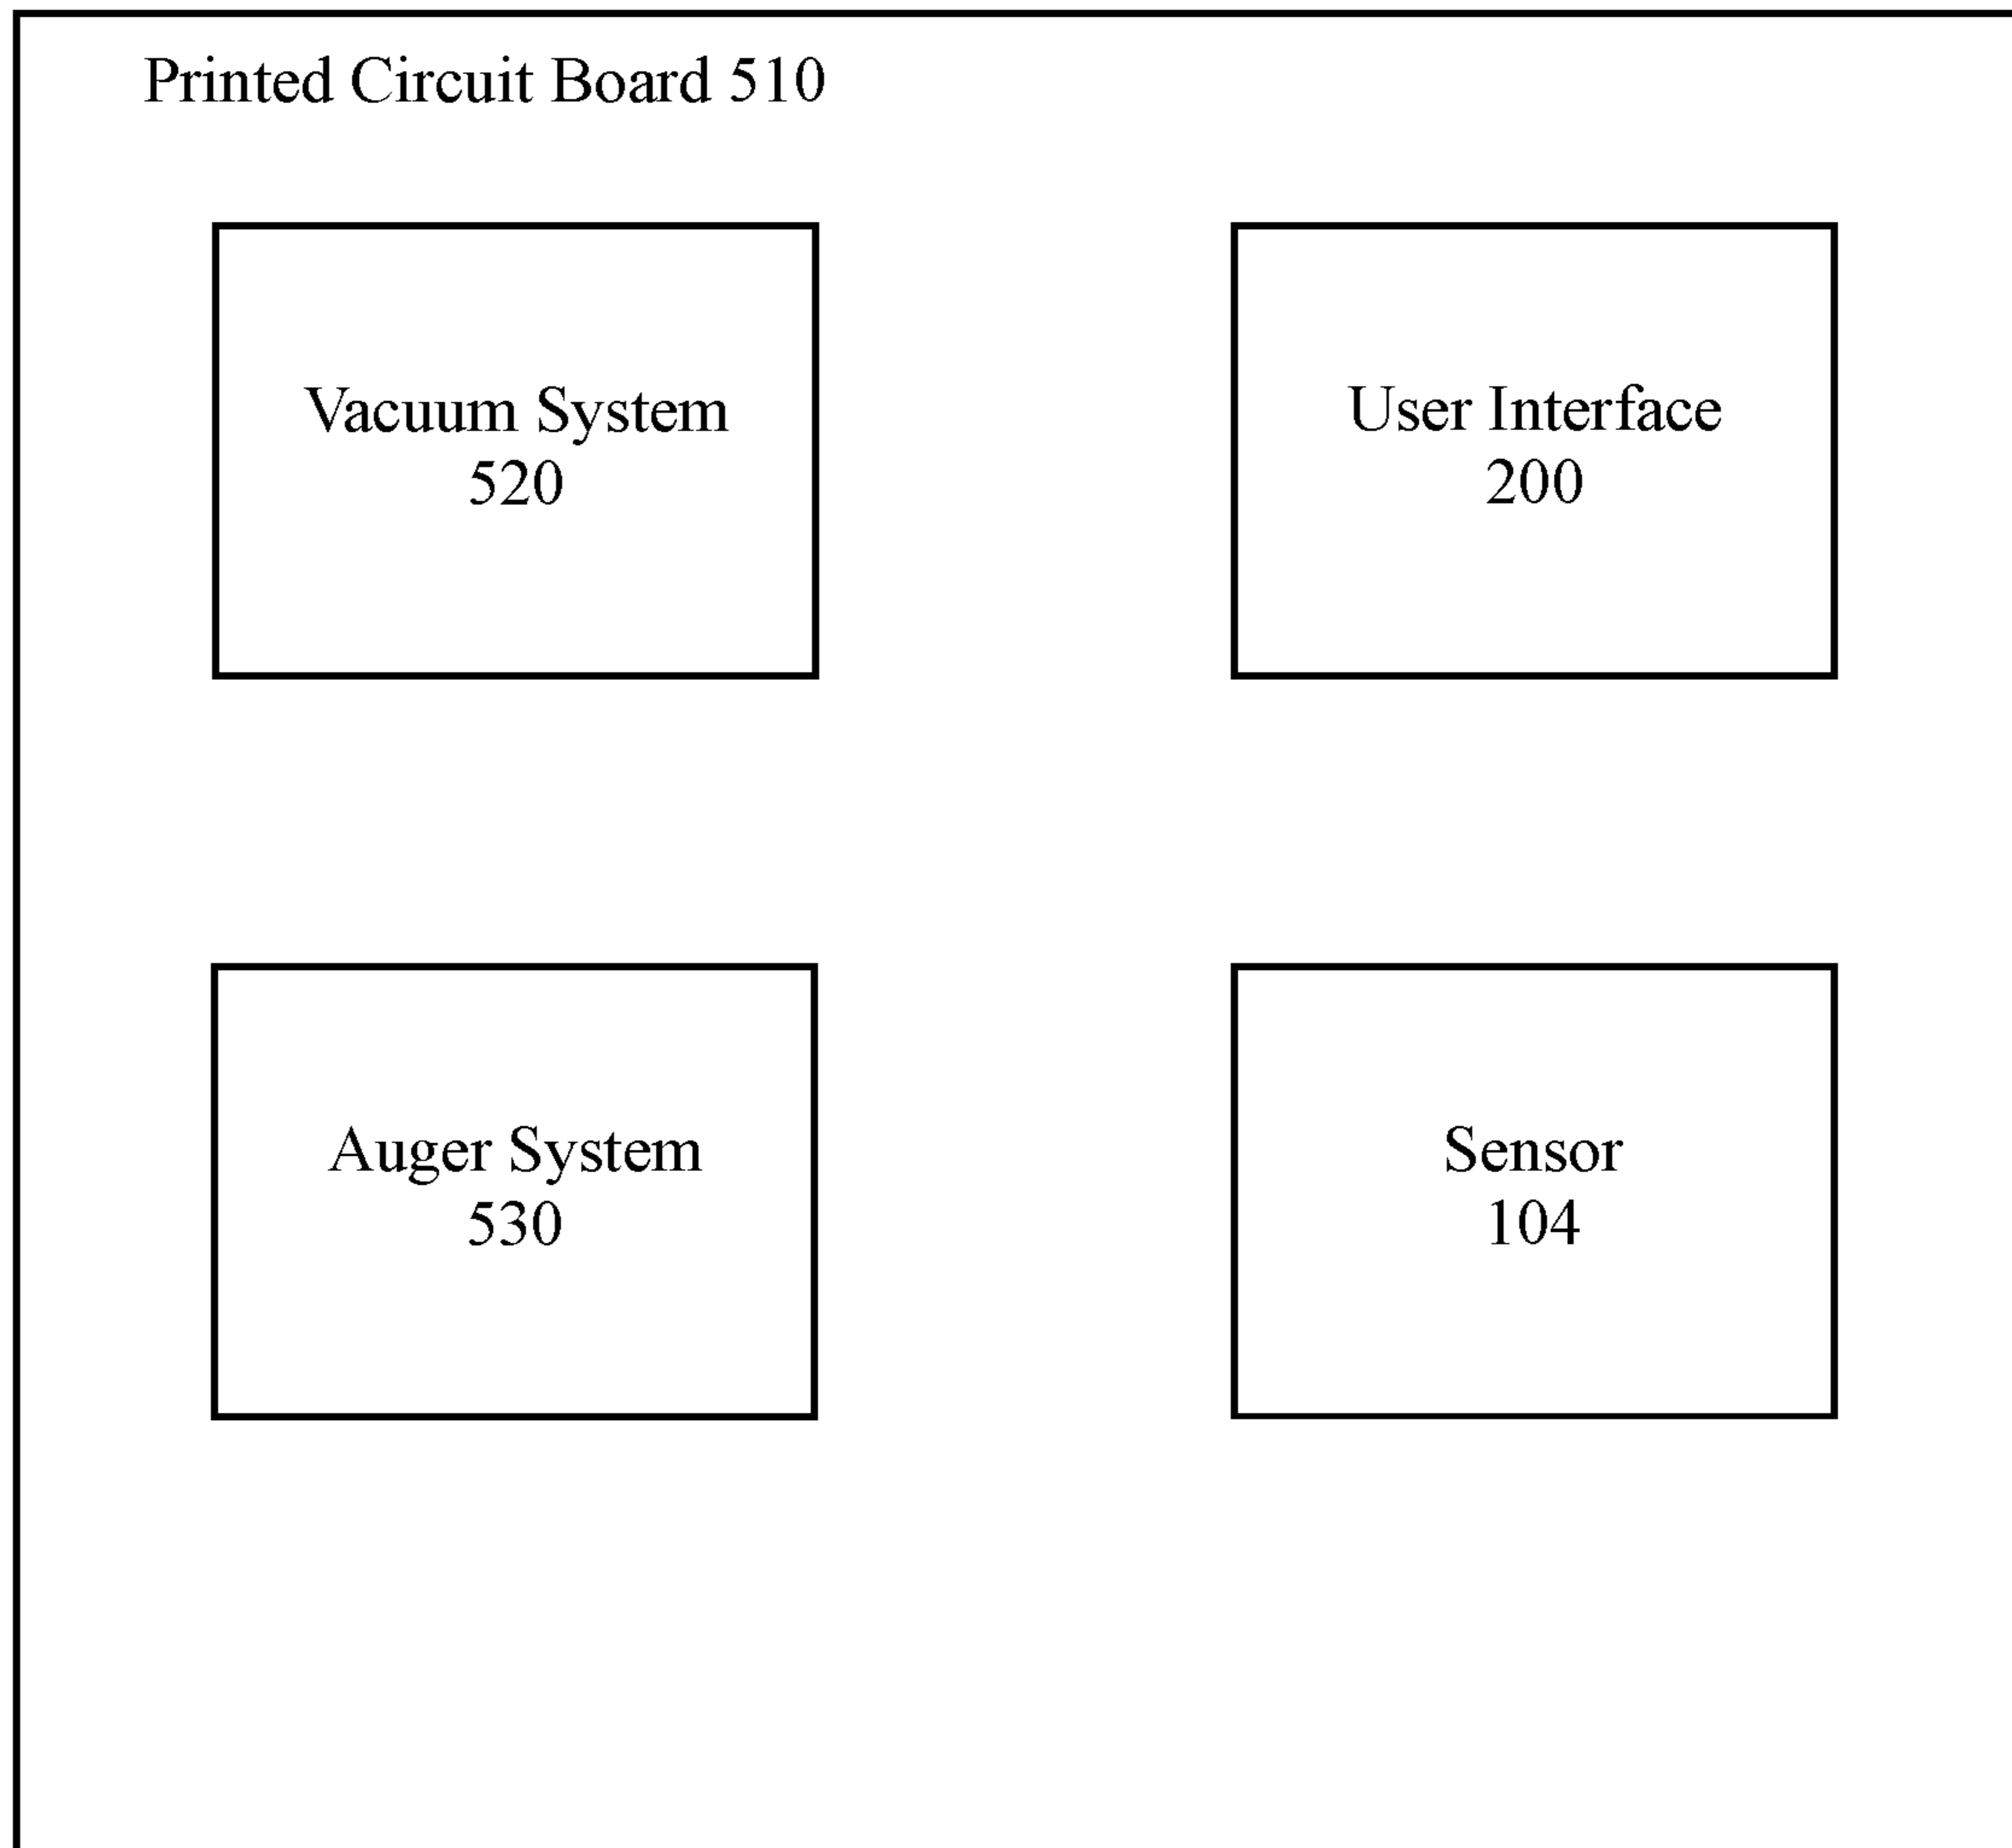 Printed Circuit Board 510
Vacuum System
520
User Interface
200
Auger System
530
Sensor
104